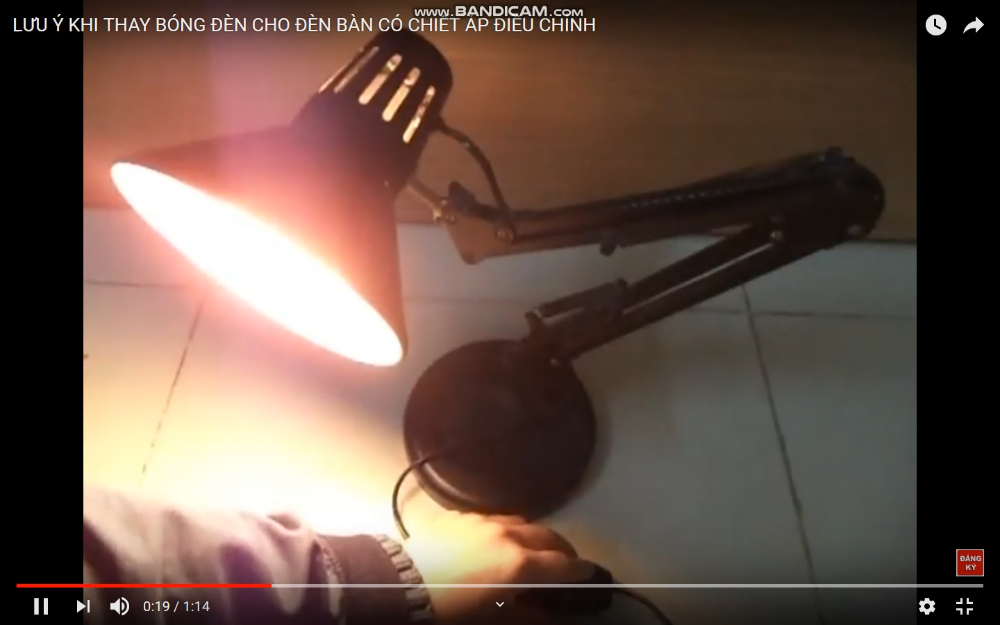 www.BANDICAM.com
LƯU Ý KHI THAY BÓNG ĐÈN CHO ĐÈN BÀN CÓ CHIẾT ÁP ĐIỀU CHỈNH
ĐĂNG
KÝ
0:19 / 1:14